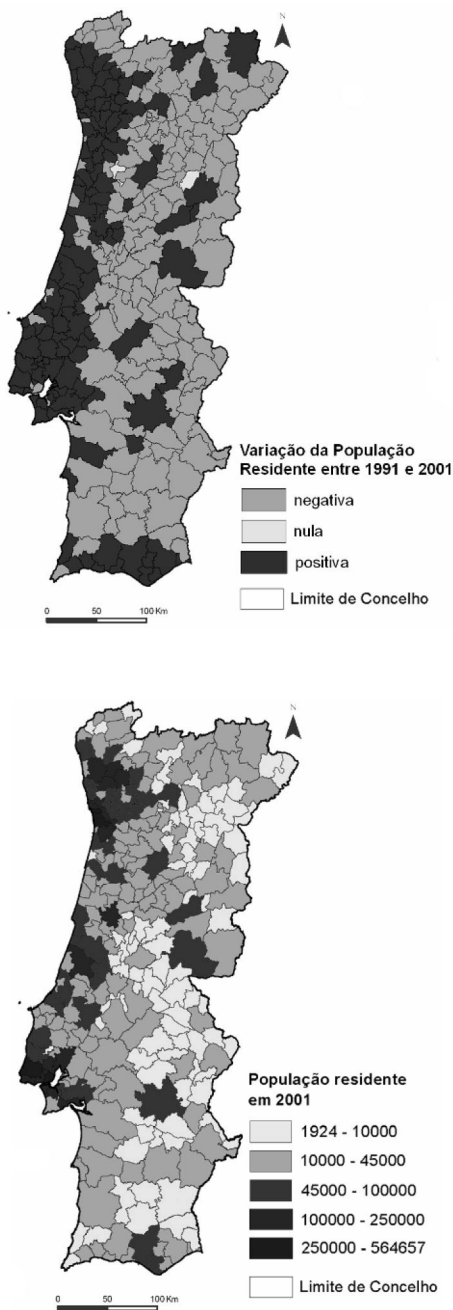 N
Variação da População
Residente entre 1991 e 2001
negativa
nula
positiva
Limite de Concelho
0 50 100 Km
N
População residente
em 2001
1924 - 10000
10000 - 45000
45000 - 100000
100000 - 250000
250000 - 564657
Limite de Concelho
0 50 100 Km